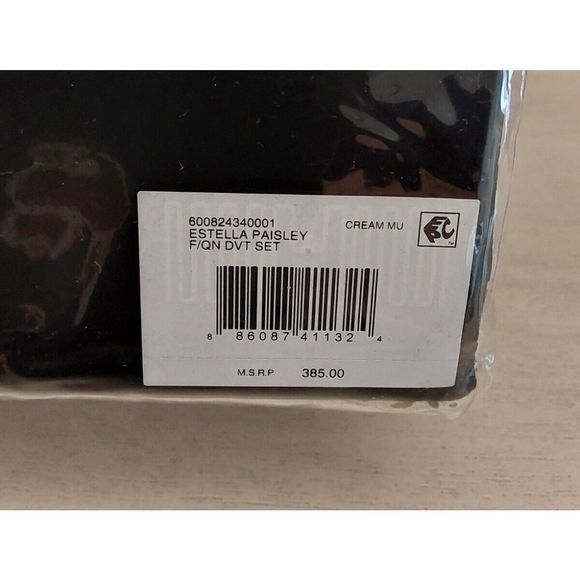 600824340001 CREAM MU
ESTELLA PAISLEY
F/QN DVT SET
8 86087 41132 4
M.S.R.P 385.00